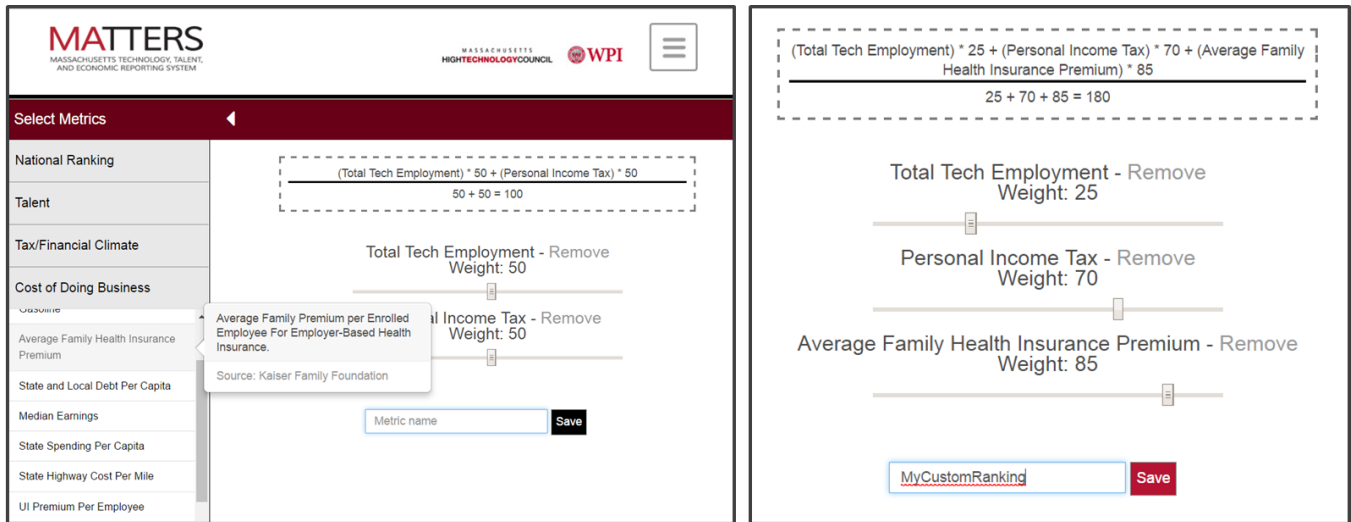 MATTERS
MASSACHUSETTS TECHNOLOGY, TALENT,
AND ECONOMIC REPORTING SYSTEM
MASSACHUSETTS
HIGHTECHNOLOGYCOUNCIL
WPI
Select Metrics
National Ranking
Talent
Tax/Financial Climate
Cost of Doing Business
Gasoline
Average Family Health Insurance
Premium
State and Local Debt Per Capita
Median Earnings
State Spending Per Capita
State Highway Cost Per Mile
UI Premium Per Employee
Average Family Premium per Enrolled
Employee For Employer-Based Health
Insurance.
Source: Kaiser Family Foundation
(Total Tech Employment) * 50 + (Personal Income Tax) * 50
50 + 50 = 100
Total Tech Employment - Remove
Weight: 50
al Income Tax - Remove
Weight: 50
Metric name
Save
(Total Tech Employment) * 25 + (Personal Income Tax) * 70 + (Average Family
Health Insurance Premium) * 85
25 + 70 + 85 = 180
Total Tech Employment - Remove
Weight: 25
Personal Income Tax - Remove
Weight: 70
Average Family Health Insurance Premium - Remove
Weight: 85
MyCustomRanking
Save